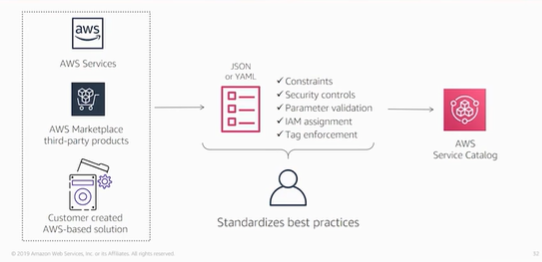 aws
AWS Services
AWS Marketplace
third-party products
Customer created
AWS-based solution
JSON
or YAML
✓ Constraints
✓ Security controls
✓ Parameter validation
✓ IAM assignment
✓ Tag enforcement
Standardizes best practices
AWS
Service Catalog
© 2019 Amazon Web Services, Inc. or its Affiliates. All rights reserved.
32